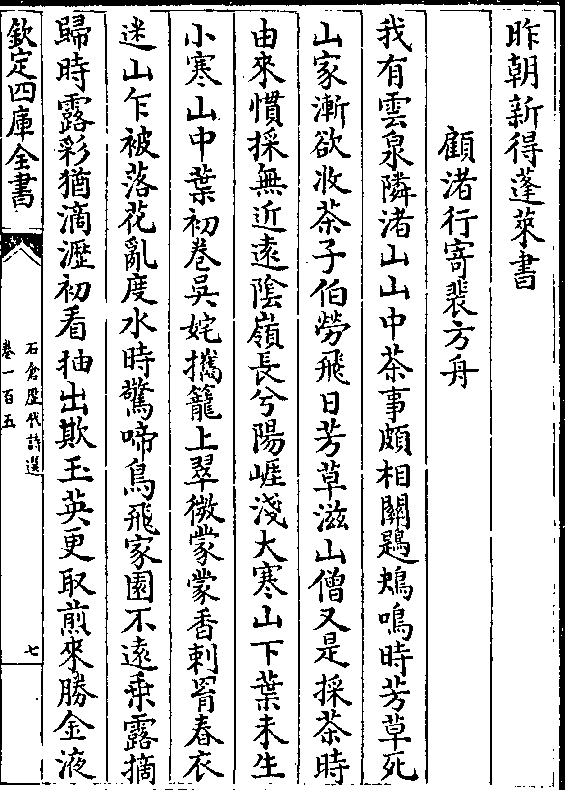 昨朝新得蓬萊書
顧渚行寄裴方舟
我有雲泉隣渚山山中茶事頗相關鶗鴂鳴時芳草死
山家漸欲收茶子伯勞飛日芳草滋山僧又是採茶時
由來慣採無近遠陰嶺長兮陽崕淺大寒山下葉未生
小寒山中葉初卷吳婉攜籠上翠微蒙蒙香刺罥春衣
迷山乍被落花亂度水時驚啼鳥飛家園不遠乗露摘
歸時露彩猶滴瀝初看抽出欺玉英更取煎來勝金液
欽定四庫全書
石倉歴代詩選
卷一百五
七